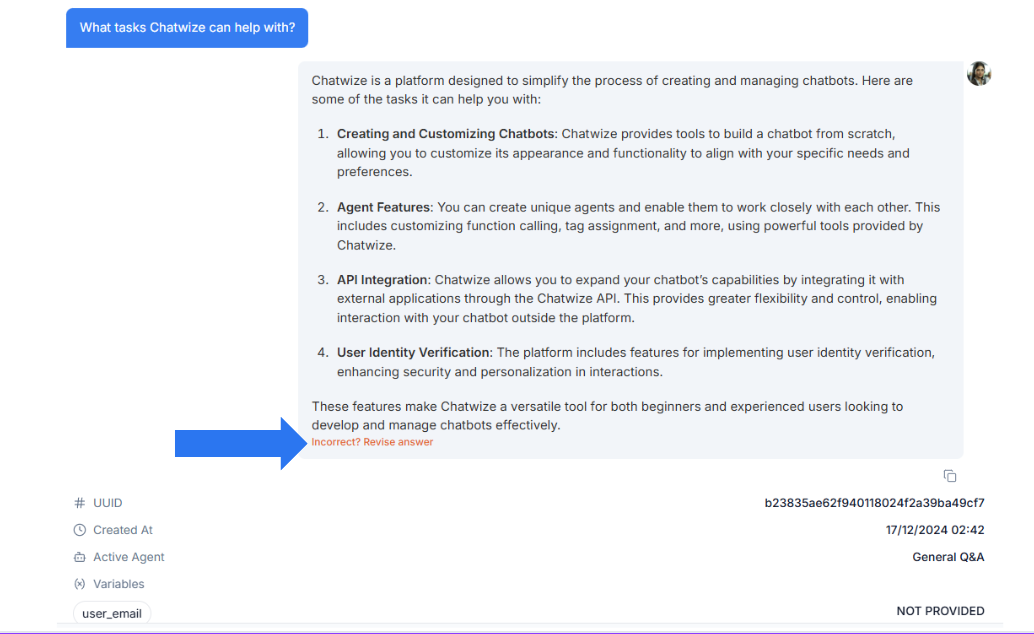 What tasks Chatwize can help with?
Chatwize is a platform designed to simplify the process of creating and managing chatbots. Here are
some of the tasks it can help you with:
1. Creating and Customizing Chatbots: Chatwize provides tools to build a chatbot from scratch,
allowing you to customize its appearance and functionality to align with your specific needs and
preferences.
2. Agent Features: You can create unique agents and enable them to work closely with each other. This
includes customizing function calling, tag assignment, and more, using powerful tools provided by
Chatwize.
3. API Integration: Chatwize allows you to expand your chatbot's capabilities by integrating it with
external applications through the Chatwize API. This provides greater flexibility and control, enabling
interaction with your chatbot outside the platform.
4. User Identity Verification: The platform includes features for implementing user identity verification,
enhancing security and personalization in interactions.
These features make Chatwize a versatile tool for both beginners and experienced users looking to
develop and manage chatbots effectively.
Incorrect? Revise answer
# UUID b23835ae62f940118024f2a39ba49cf7
Created At 17/12/2024 02:42
Active Agent General Q&A
(x) Variables
user_email NOT PROVIDED